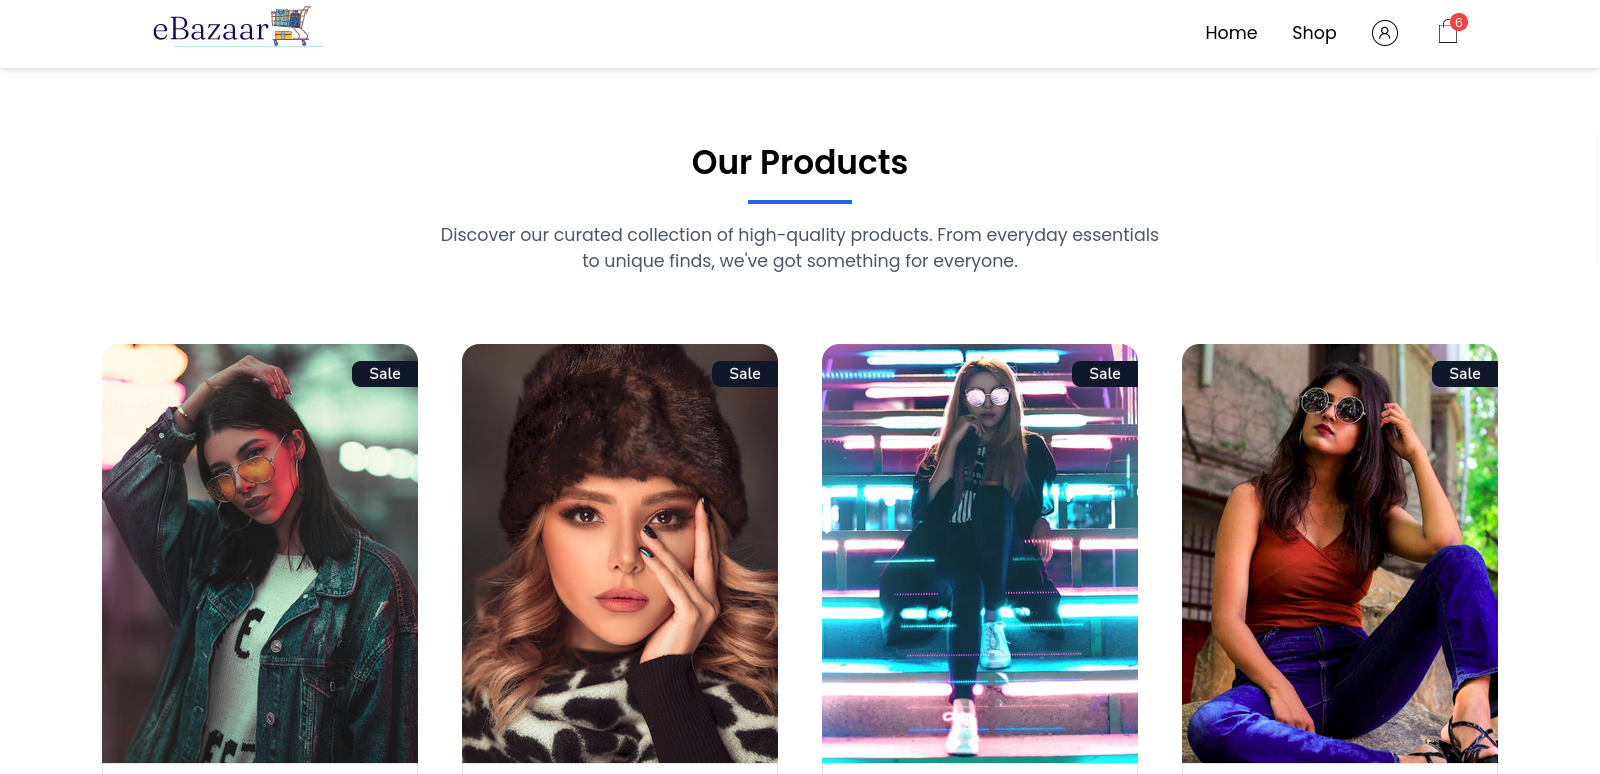 eBazaar
Home
Shop
6
Our Products
Discover our curated collection of high-quality products. From everyday essentials
to unique finds, we've got something for everyone.
Sale
Sale
Sale
Sale